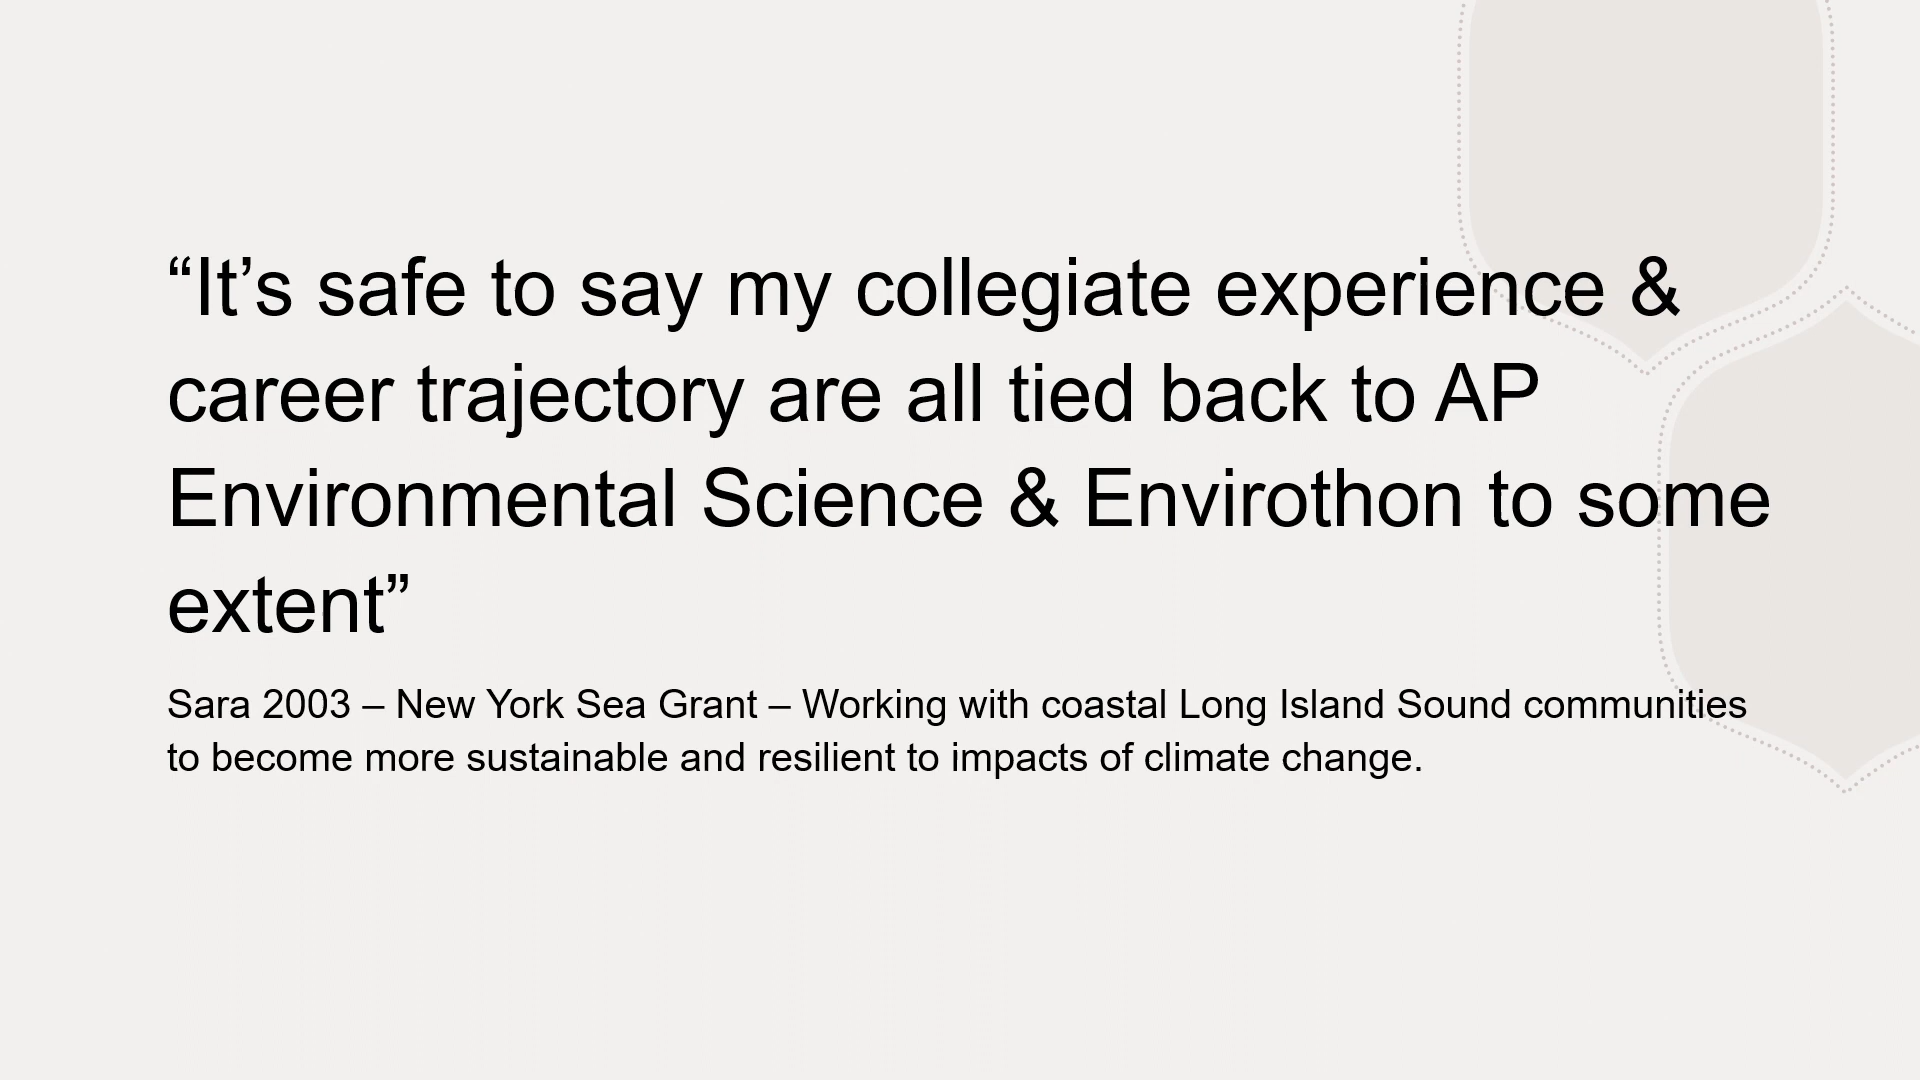 “It’s safe to say my collegiate experience &
career trajectory are all tied back to AP
Environmental Science & Envirothon to some
extent”
Sara 2003 – New York Sea Grant – Working with coastal Long Island Sound communities
to become more sustainable and resilient to impacts of climate change.